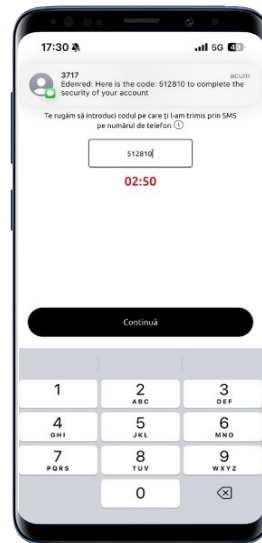 17:30
5G 42
3717
acum
Edenred: Here is the code: 512810 to complete the
security of your account
Te rugăm să introduci codul pe care ți l-am trimis prin SMS
pe numărul de telefon
512810
02:50
Continuă
1
2
ABC
3
DEF
4
GHI
5
JKL
6
MNO
7
PQRS
8
TUV
9
WXYZ
0